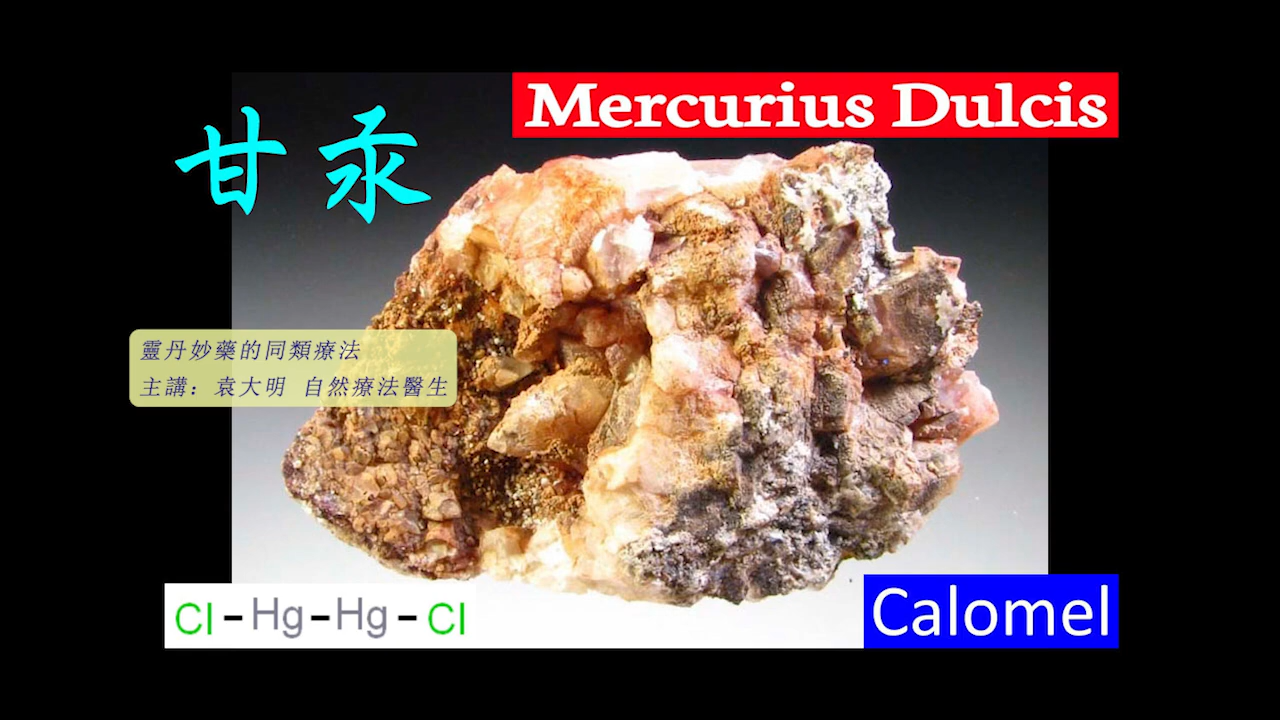 Mercurius Dulcis
甘汞
靈丹妙藥的同類療法
主講：袁大明 自然療法醫生
Cl-Hg-Hg-Cl
Calomel